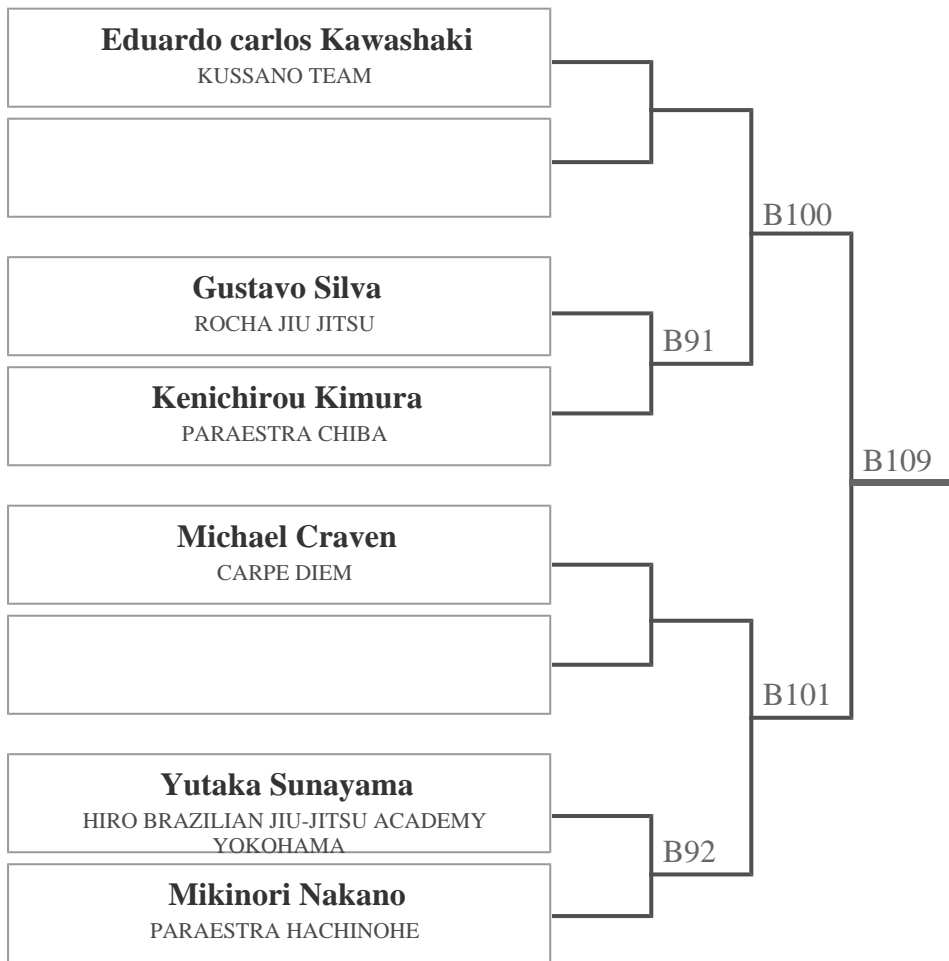 Eduardo carlos Kawashaki
KUSSANO TEAM
B100
Gustavo Silva
ROCHA JIU JITSU
B91
Kenichirou Kimura
PARAESTRA CHIBA
B109
Michael Craven
CARPE DIEM
B101
Yutaka Sunayama
HIRO BRAZILIAN JIU-JITSU ACADEMY
YOKOHAMA
B92
Mikinori Nakano
PARAESTRA HACHINOHE